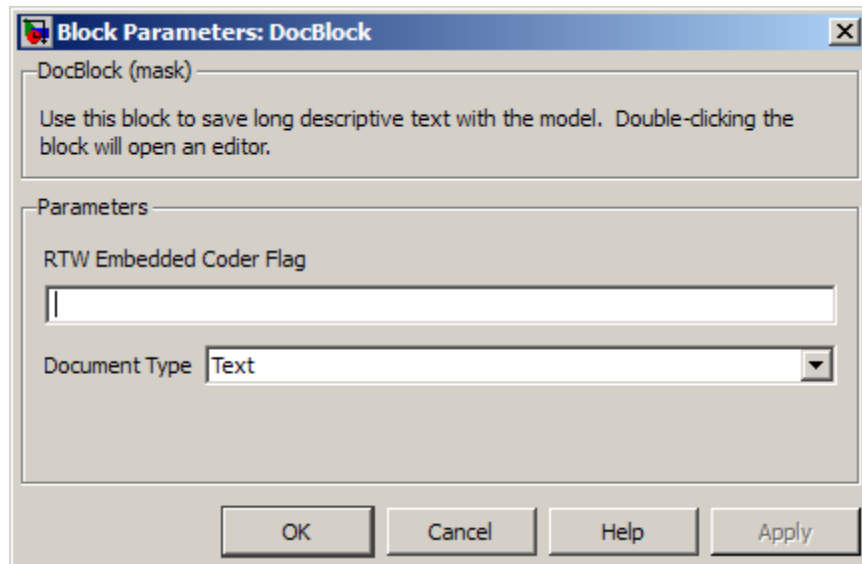 Block Parameters: DocBlock
DocBlock (mask)
Use this block to save long descriptive text with the model.  Double-clicking the
block will open an editor.
Parameters
RTW Embedded Coder Flag
Document Type Text
OK Cancel Help Apply